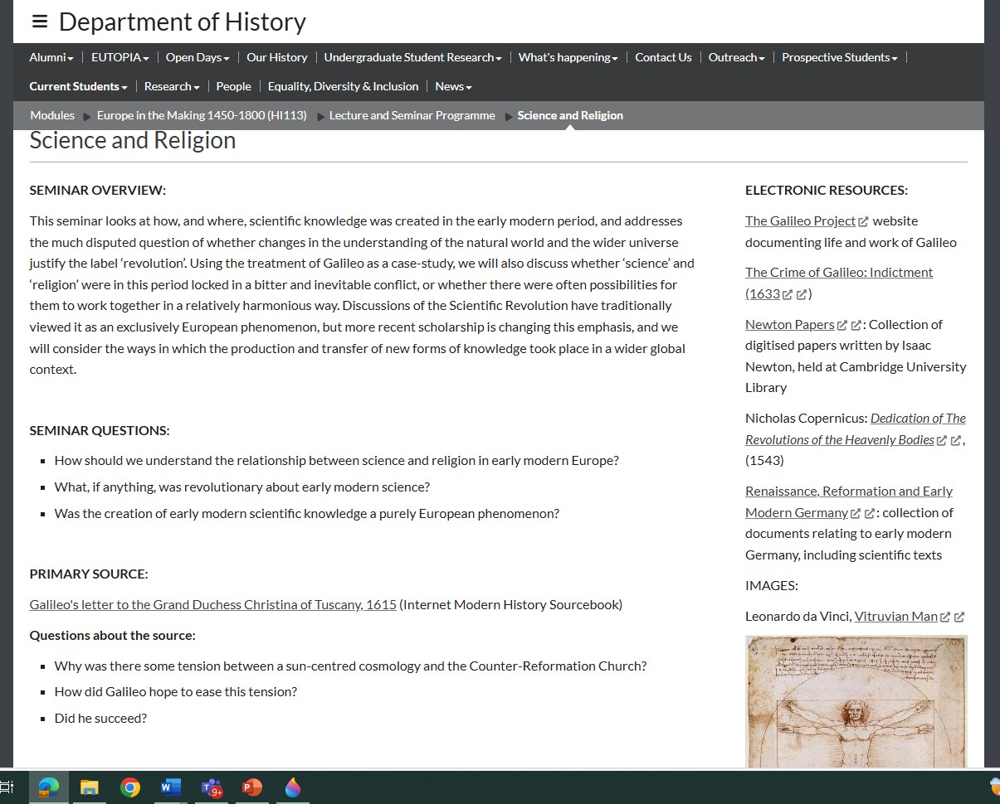 Department of History
Alumni
EUTOPIA
Open Days
Our History
Undergraduate Student Research
What's happening
Contact Us
Outreach
Prospective Students
Current Students
Research
People
Equality, Diversity & Inclusion
News
Modules
Europe in the Making 1450-1800 (HI113)
Lecture and Seminar Programme
Science and Religion
Science and Religion
SEMINAR OVERVIEW:
This seminar looks at how, and where, scientific knowledge was created in the early modern period, and addresses
the much disputed question of whether changes in the understanding of the natural world and the wider universe
justify the label ‘revolution’. Using the treatment of Galileo as a case-study, we will also discuss whether ‘science’ and
‘religion’ were in this period locked in a bitter and inevitable conflict, or whether there were often possibilities for
them to work together in a relatively harmonious way. Discussions of the Scientific Revolution have traditionally
viewed it as an exclusively European phenomenon, but more recent scholarship is changing this emphasis, and we
will consider the ways in which the production and transfer of new forms of knowledge took place in a wider global
context.
SEMINAR QUESTIONS:
How should we understand the relationship between science and religion in early modern Europe?
What, if anything, was revolutionary about early modern science?
Was the creation of early modern scientific knowledge a purely European phenomenon?
PRIMARY SOURCE:
Galileo's letter to the Grand Duchess Christina of Tuscany, 1615 (Internet Modern History Sourcebook)
Questions about the source:
Why was there some tension between a sun-centred cosmology and the Counter-Reformation Church?
How did Galileo hope to ease this tension?
Did he succeed?
ELECTRONIC RESOURCES:
The Galileo Project website
documenting life and work of Galileo
The Crime of Galileo: Indictment
(1633)
Newton Papers: Collection of
digitised papers written by Isaac
Newton, held at Cambridge University
Library
Nicholas Copernicus: Dedication of The
Revolutions of the Heavenly Bodies,
(1543)
Renaissance, Reformation and Early
Modern Germany: collection of
documents relating to early modern
Germany, including scientific texts
IMAGES:
Leonardo da Vinci, Vitruvian Man
W
T
9+
P